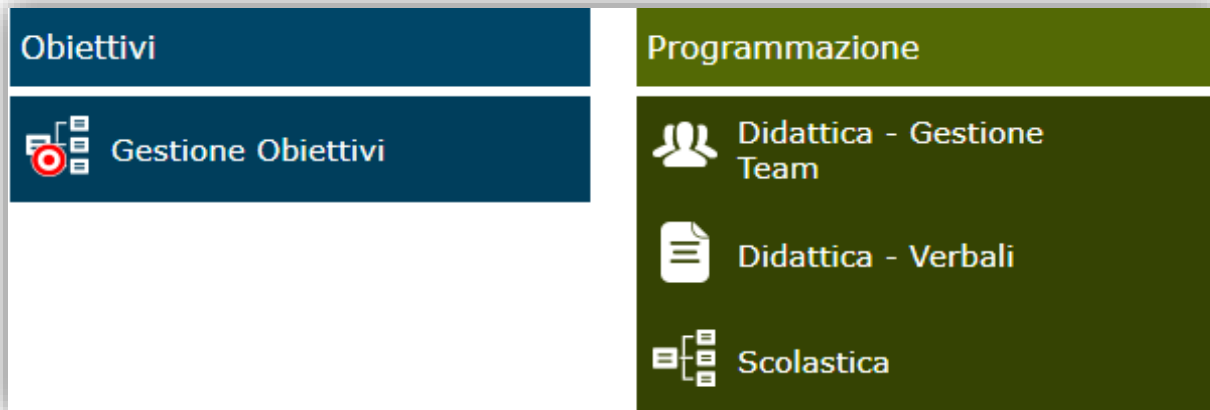 Obiettivi
Gestione Obiettivi
Programmazione
Didattica - Gestione
Team
Didattica - Verbali
Scolastica